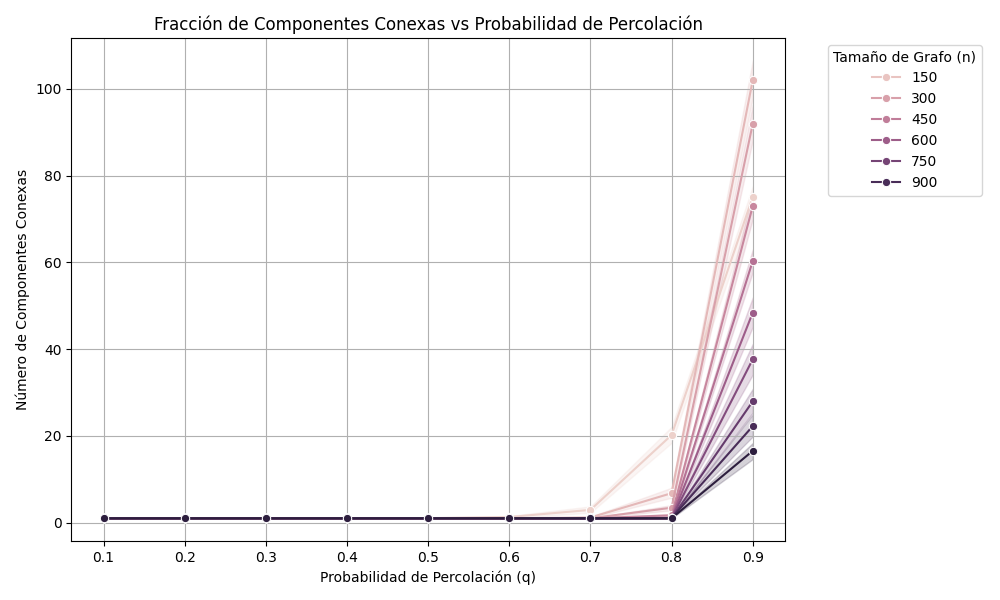 Fracción de Componentes Conexas vs Probabilidad de Percolación
Número de Componentes Conexas
100
80
60
40
20
0
0.1 0.2 0.3 0.4 0.5 0.6 0.7 0.8 0.9
Probabilidad de Percolación (q)
Tamaño de Grafo (n)
150
300
450
600
750
900